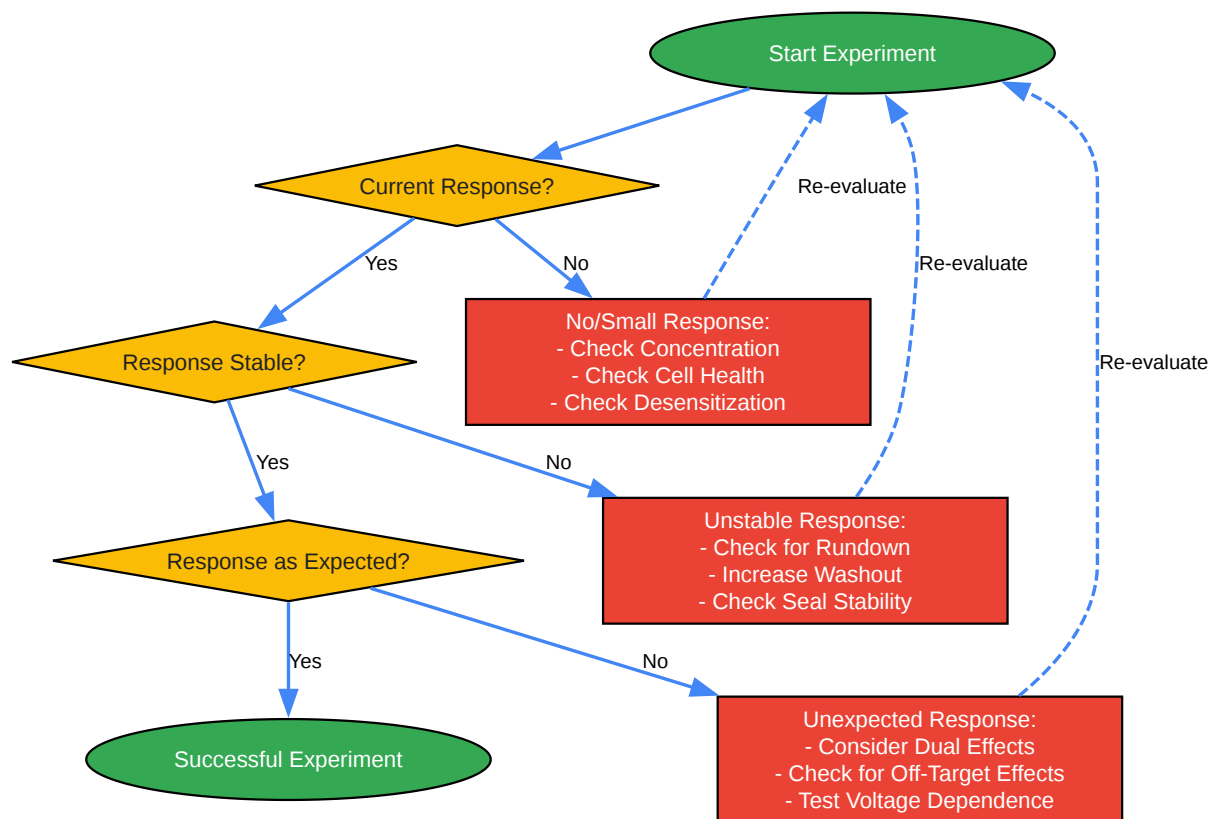 Start Experiment
Current Response?
Re-evaluate
Yes
No
Re-evaluate
No/Small Response:
- Check Concentration
- Check Cell Health
- Check Desensitization
Response Stable?
Re-evaluate
Yes
No
Unstable Response:
- Check for Rundown
- Increase Washout
- Check Seal Stability
Response as Expected?
Yes
No
Unexpected Response:
- Consider Dual Effects
- Check for Off-Target Effects
- Test Voltage Dependence
Successful Experiment